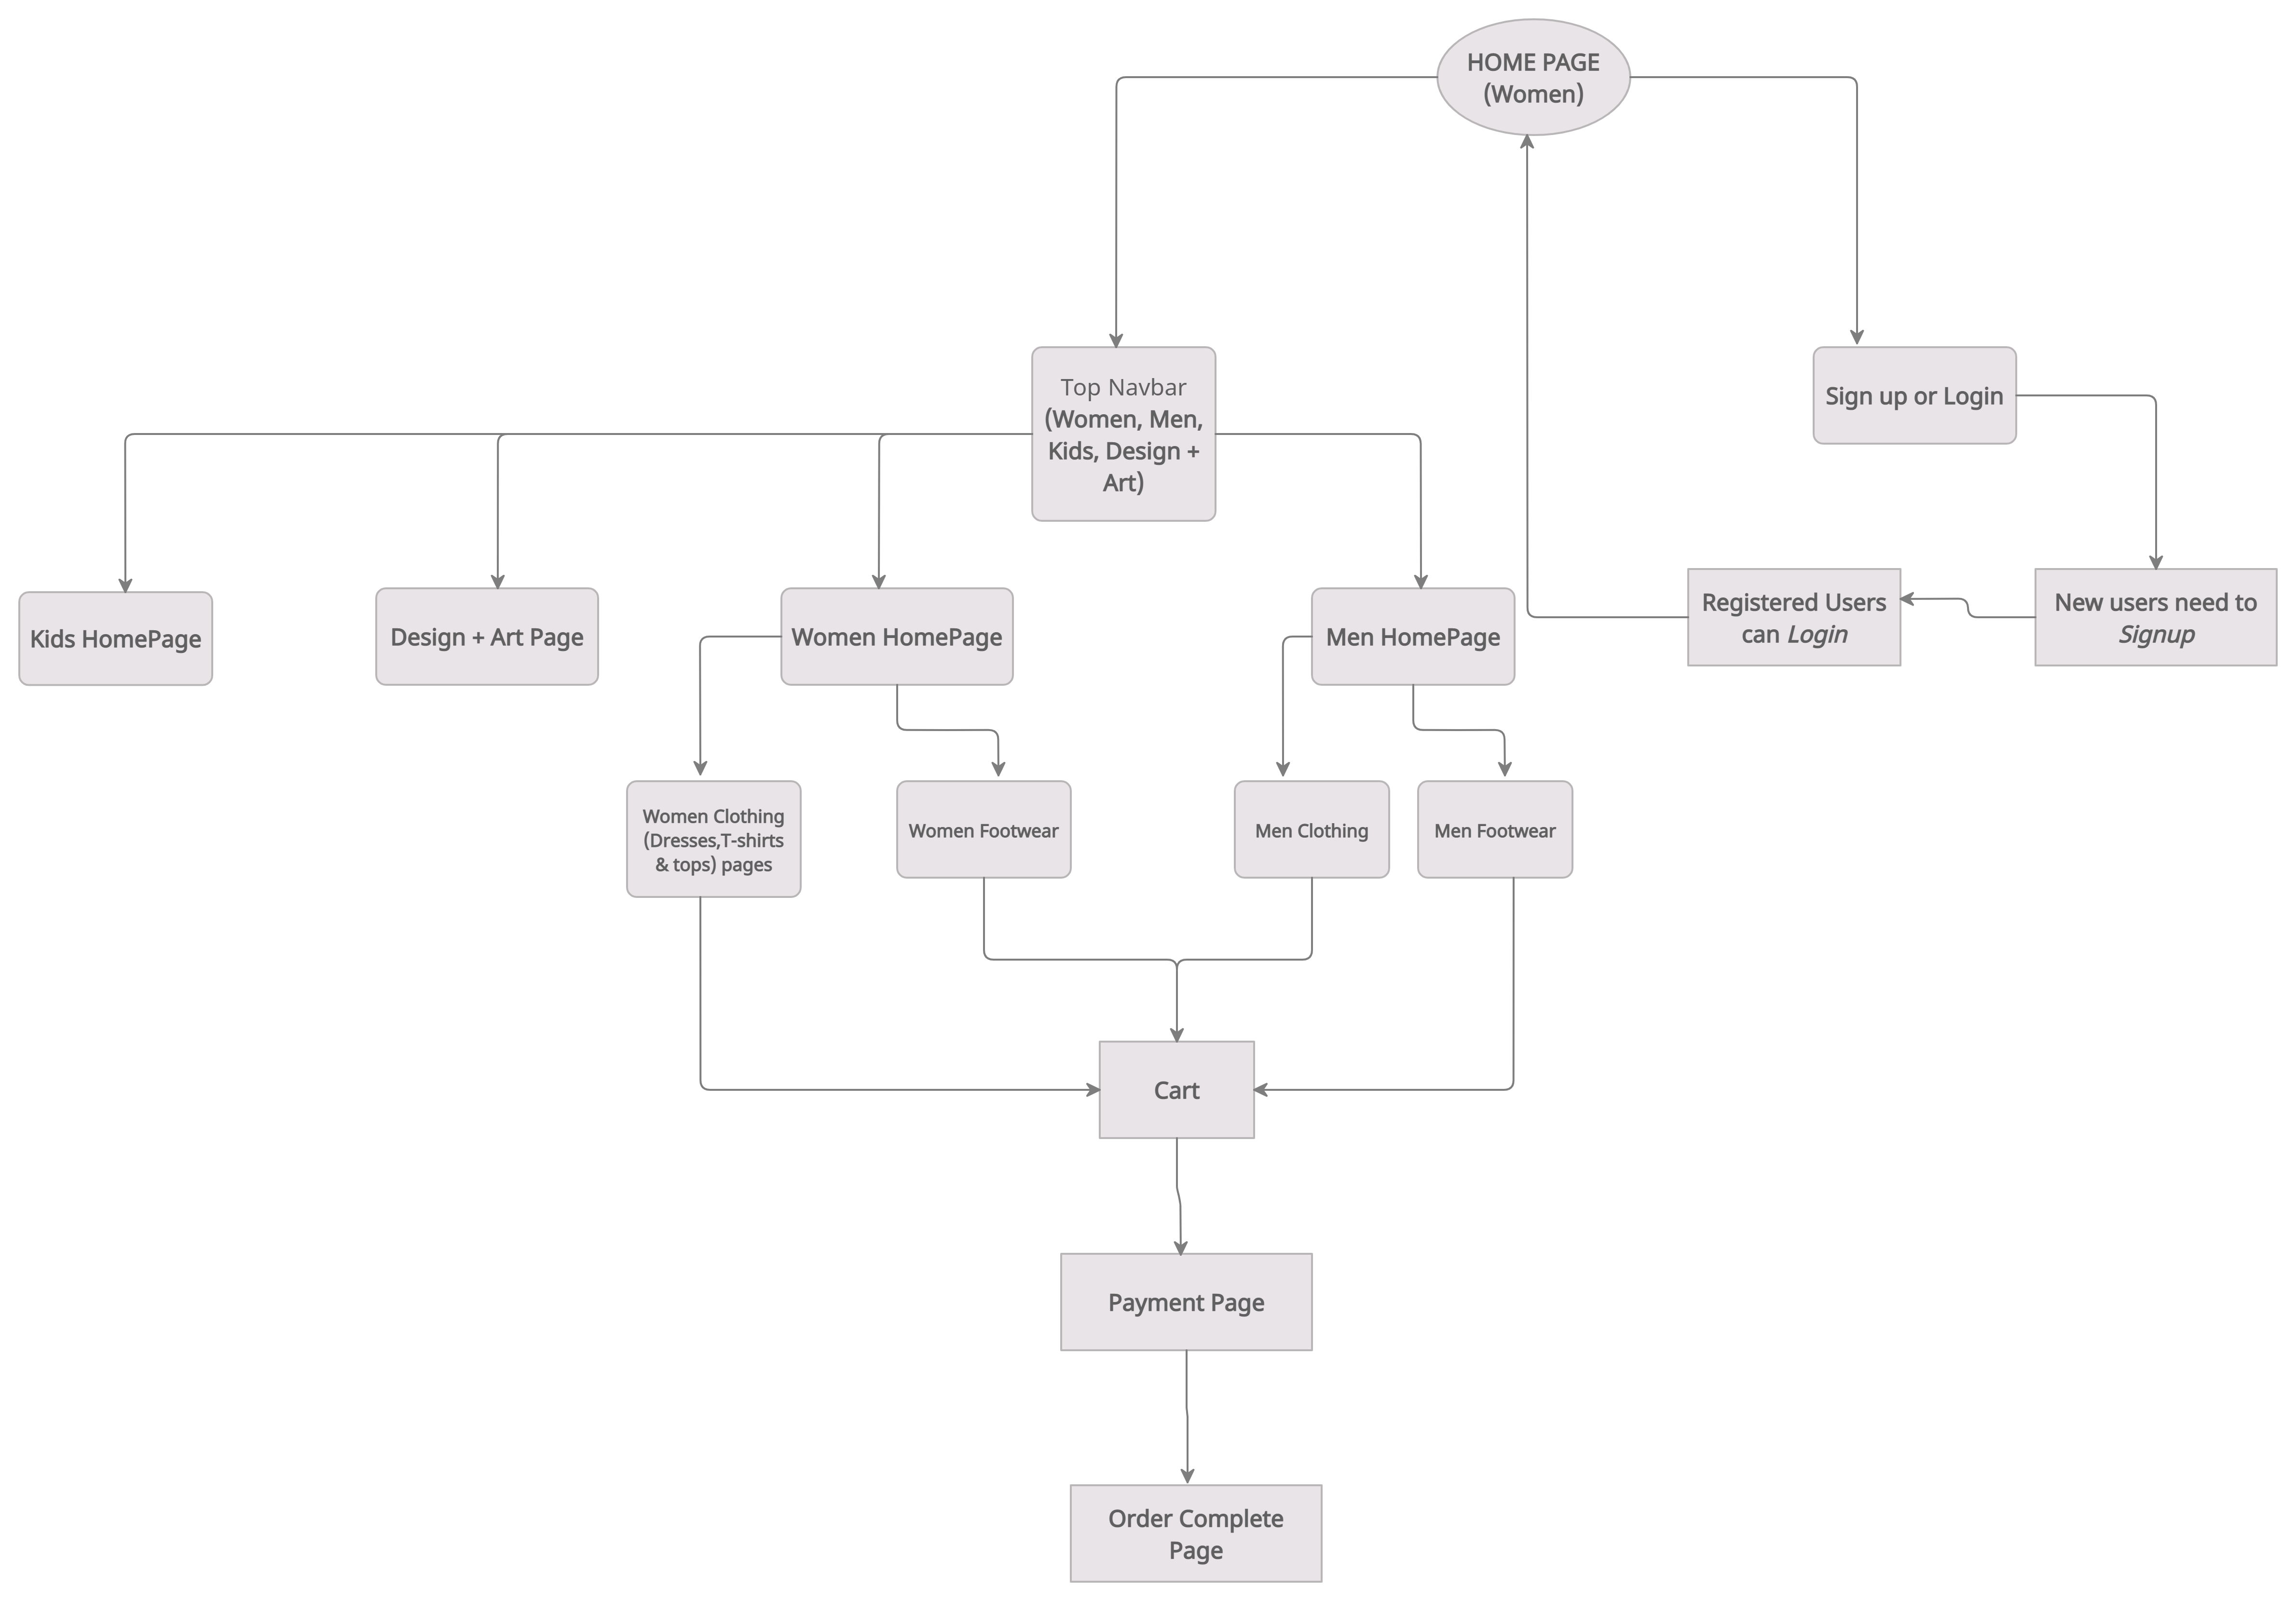 HOME PAGE
(Women)
Top Navbar
(Women, Men,
Kids, Design +
Art)
Sign up or Login
Kids HomePage
Design + Art Page
Women HomePage
Men HomePage
Registered Users
can Login
New users need to
Signup
Women Clothing
(Dresses,T-shirts
& tops) pages
Women Footwear
Men Clothing
Men Footwear
Cart
Payment Page
Order Complete
Page